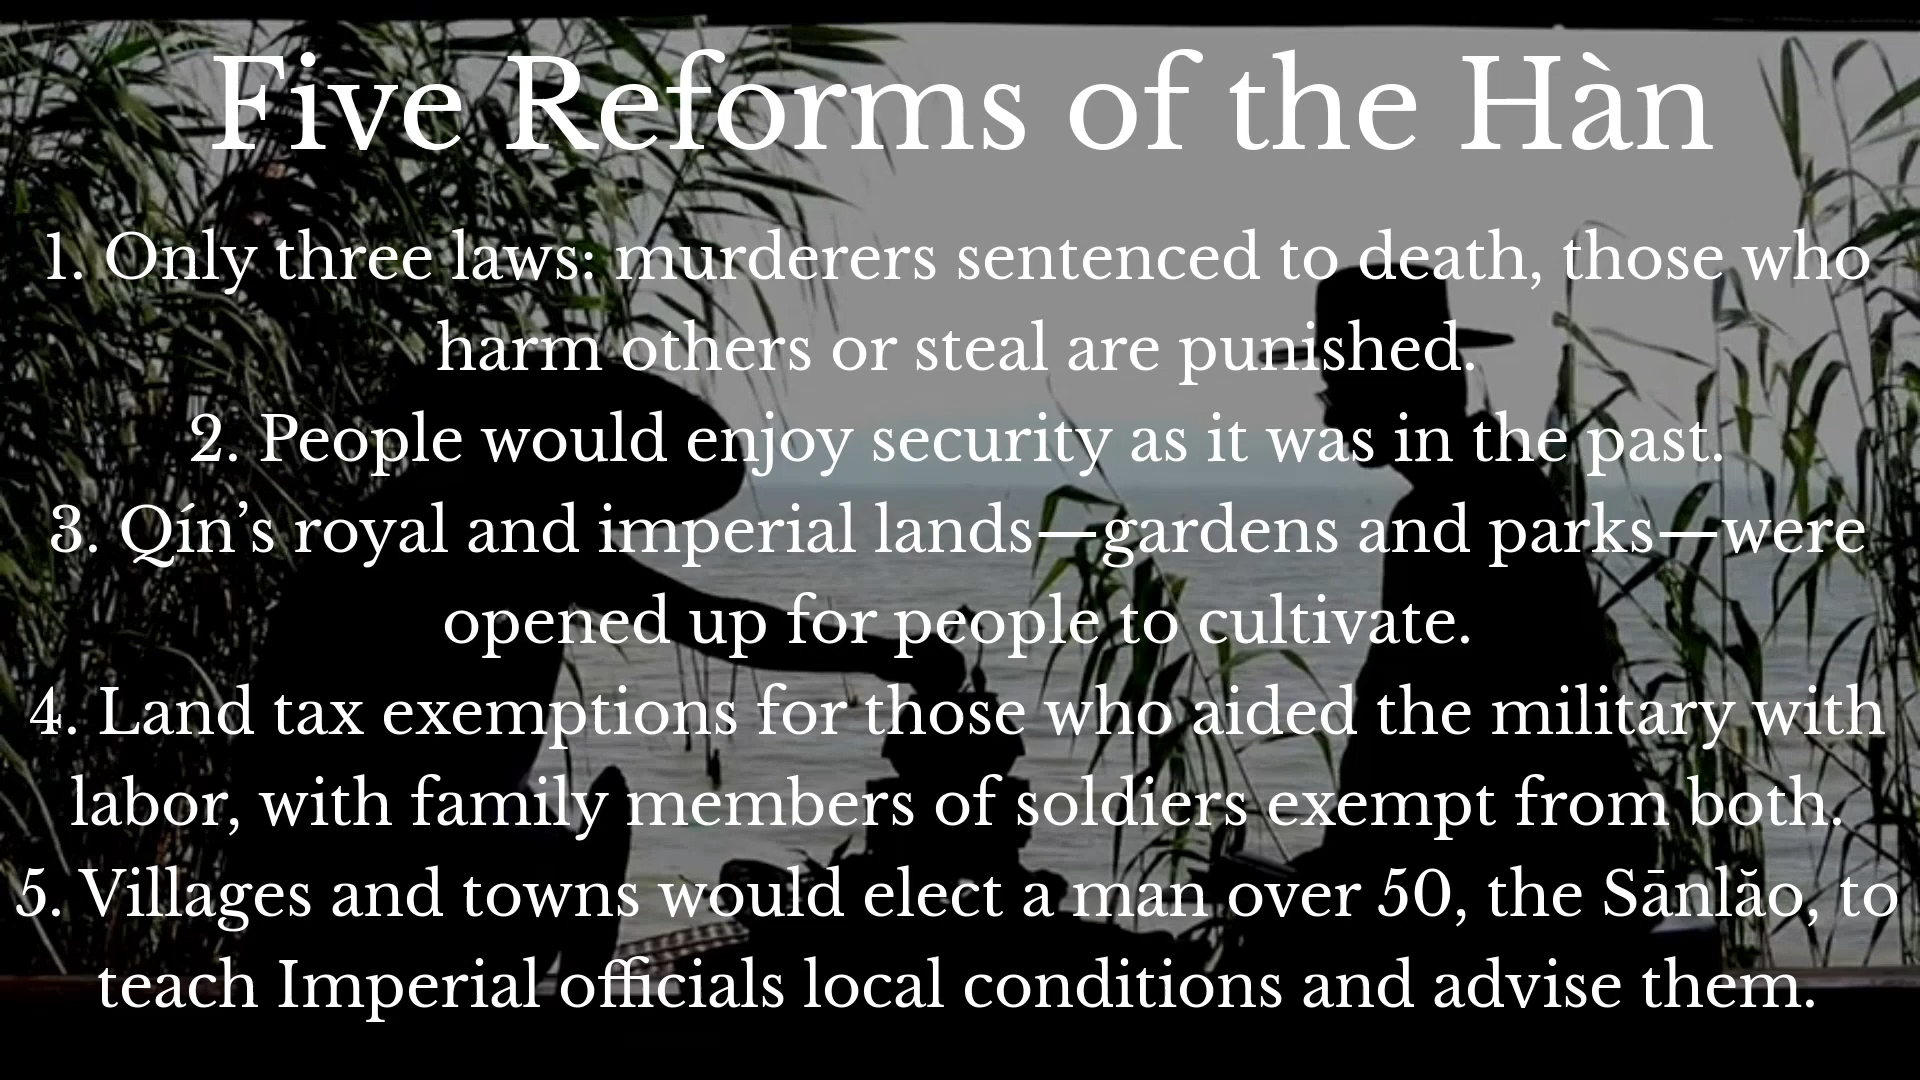 Five Reforms of the Hàn
1. Only three laws: murderers sentenced to death, those who
harm others or steal are punished.
2. People would enjoy security as it was in the past.
3. Qín’s royal and imperial lands—gardens and parks—were
opened up for people to cultivate.
4. Land tax exemptions for those who aided the military with
labor, with family members of soldiers exempt from both.
5. Villages and towns would elect a man over 50, the Sānlăo, to
teach Imperial officials local conditions and advise them.